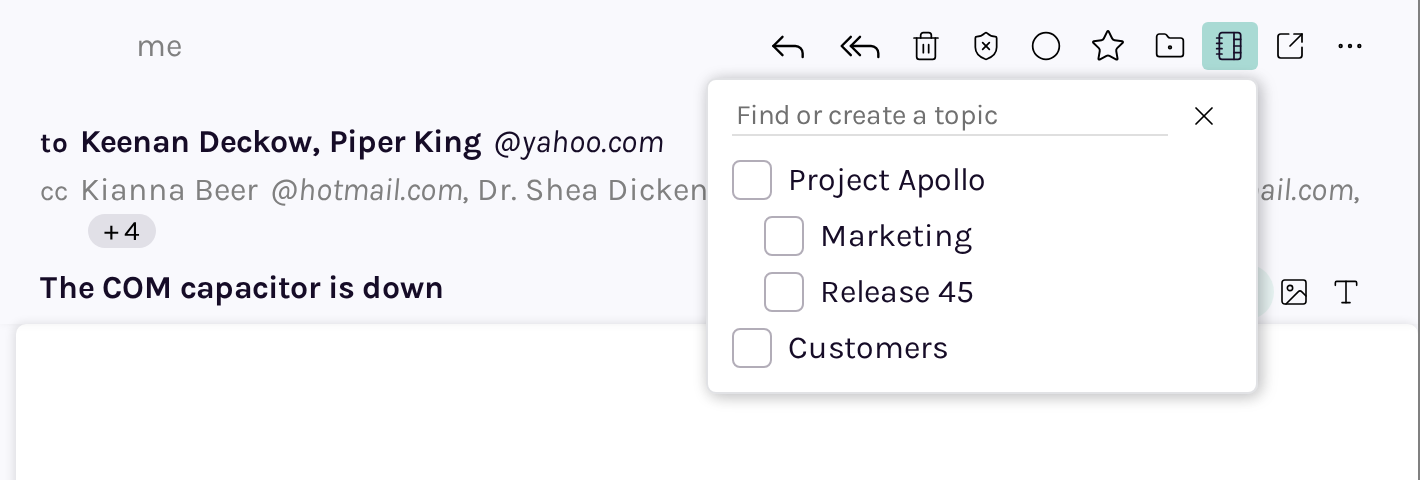 me
Find or create a topic
to Keenan Deckow, Piper King @yahoo.com
Project Apollo
cc Kianna Beer @hotmail.com, Dr. Shea Dicken
ail.com,
+4
Marketing
The COM capacitor is down
Release 45
T
Customers